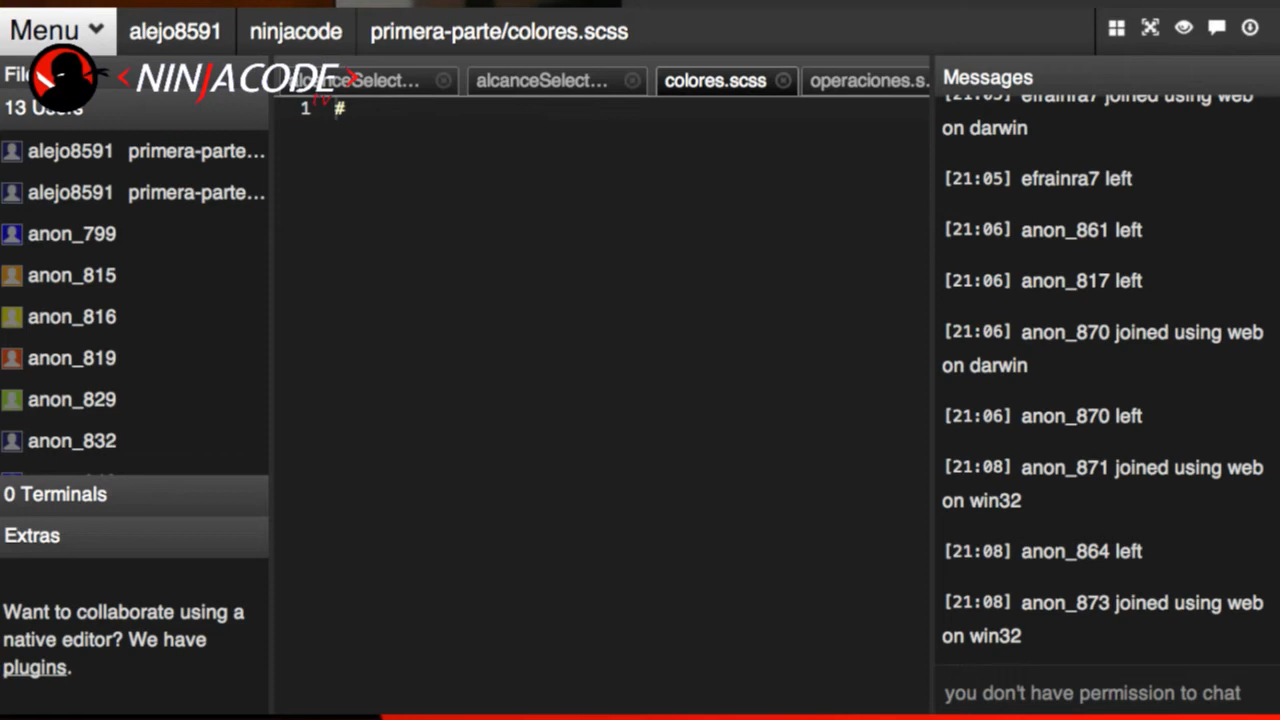 Menu alejo8591 ninjacode primera-parte/colores.scss
< NINJACODE >
13 Users
alejo8591 primera-parte...
alejo8591 primera-parte...
anon_799
anon_815
anon_816
anon_819
anon_829
anon_832
0 Terminals
Extras
Want to collaborate using a
native editor? We have
plugins.
alcanceSelect... colores.scss operaciones.s.
1 #
Messages
efrainra7 joined using web
on darwin
[21:05] efrainra7 left
[21:06] anon_861 left
[21:06] anon_817 left
[21:06] anon_870 joined using web
on darwin
[21:06] anon_870 left
[21:08] anon_871 joined using web
on win32
[21:08] anon_864 left
[21:08] anon_873 joined using web
on win32
you don't have permission to chat